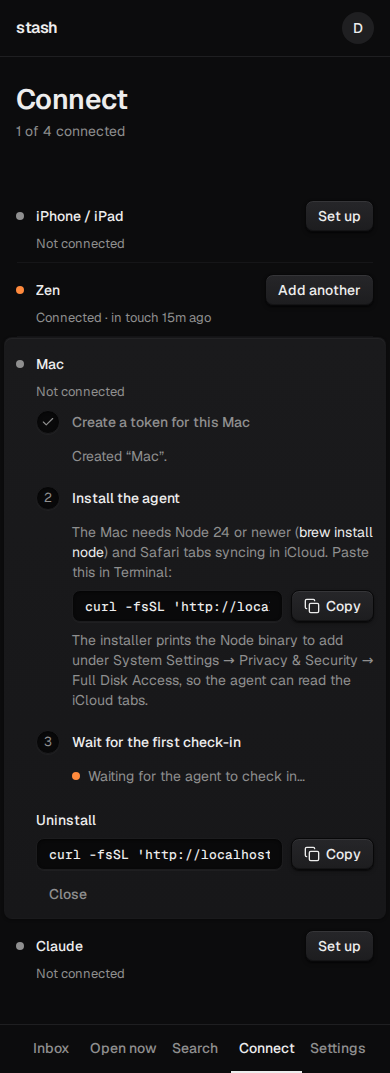 stash
D
Connect
1 of 4 connected
iPhone / iPad
Set up
Not connected
Zen
Add another
Connected · in touch 15m ago
Mac
Not connected
Create a token for this Mac
Created “Mac”.
2
Install the agent
The Mac needs Node 24 or newer (brew install
node) and Safari tabs syncing in iCloud. Paste
this in Terminal:
curl -fsSL 'http://loca
Copy
The installer prints the Node binary to add
under System Settings → Privacy & Security →
Full Disk Access, so the agent can read the
iCloud tabs.
3
Wait for the first check-in
Waiting for the agent to check in…
Uninstall
curl -fsSL 'http://localhost
Copy
Close
Claude
Set up
Not connected
Inbox
Open now
Search
Connect
Settings